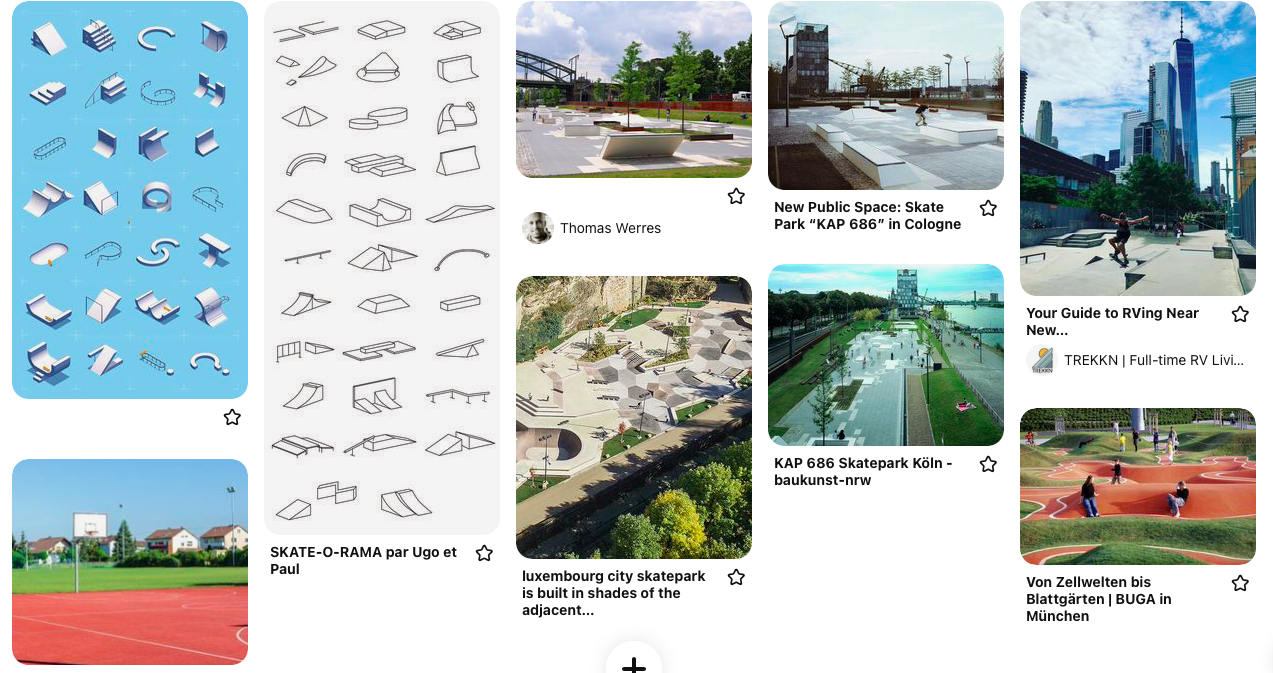 SKATE-O-RAMA par Ugo et
Paul
Thomas Werres
luxembourg city skatepark
is built in shades of the
adjacent...
New Public Space: Skate
Park “KAP 686” in Cologne
KAP 686 Skatepark Köln -
baukunst-nrw
Your Guide to RVing Near
New...
TREKKN
TREKKN | Full-time RV Livi...
Von Zellwelten bis
Blattgärten | BUGA in
München